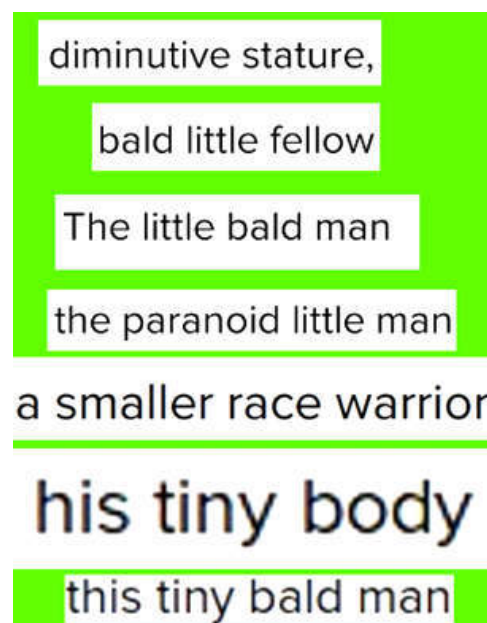 diminutive stature,
bald little fellow
The little bald man
the paranoid little man
a smaller race warrior
his tiny body
this tiny bald man